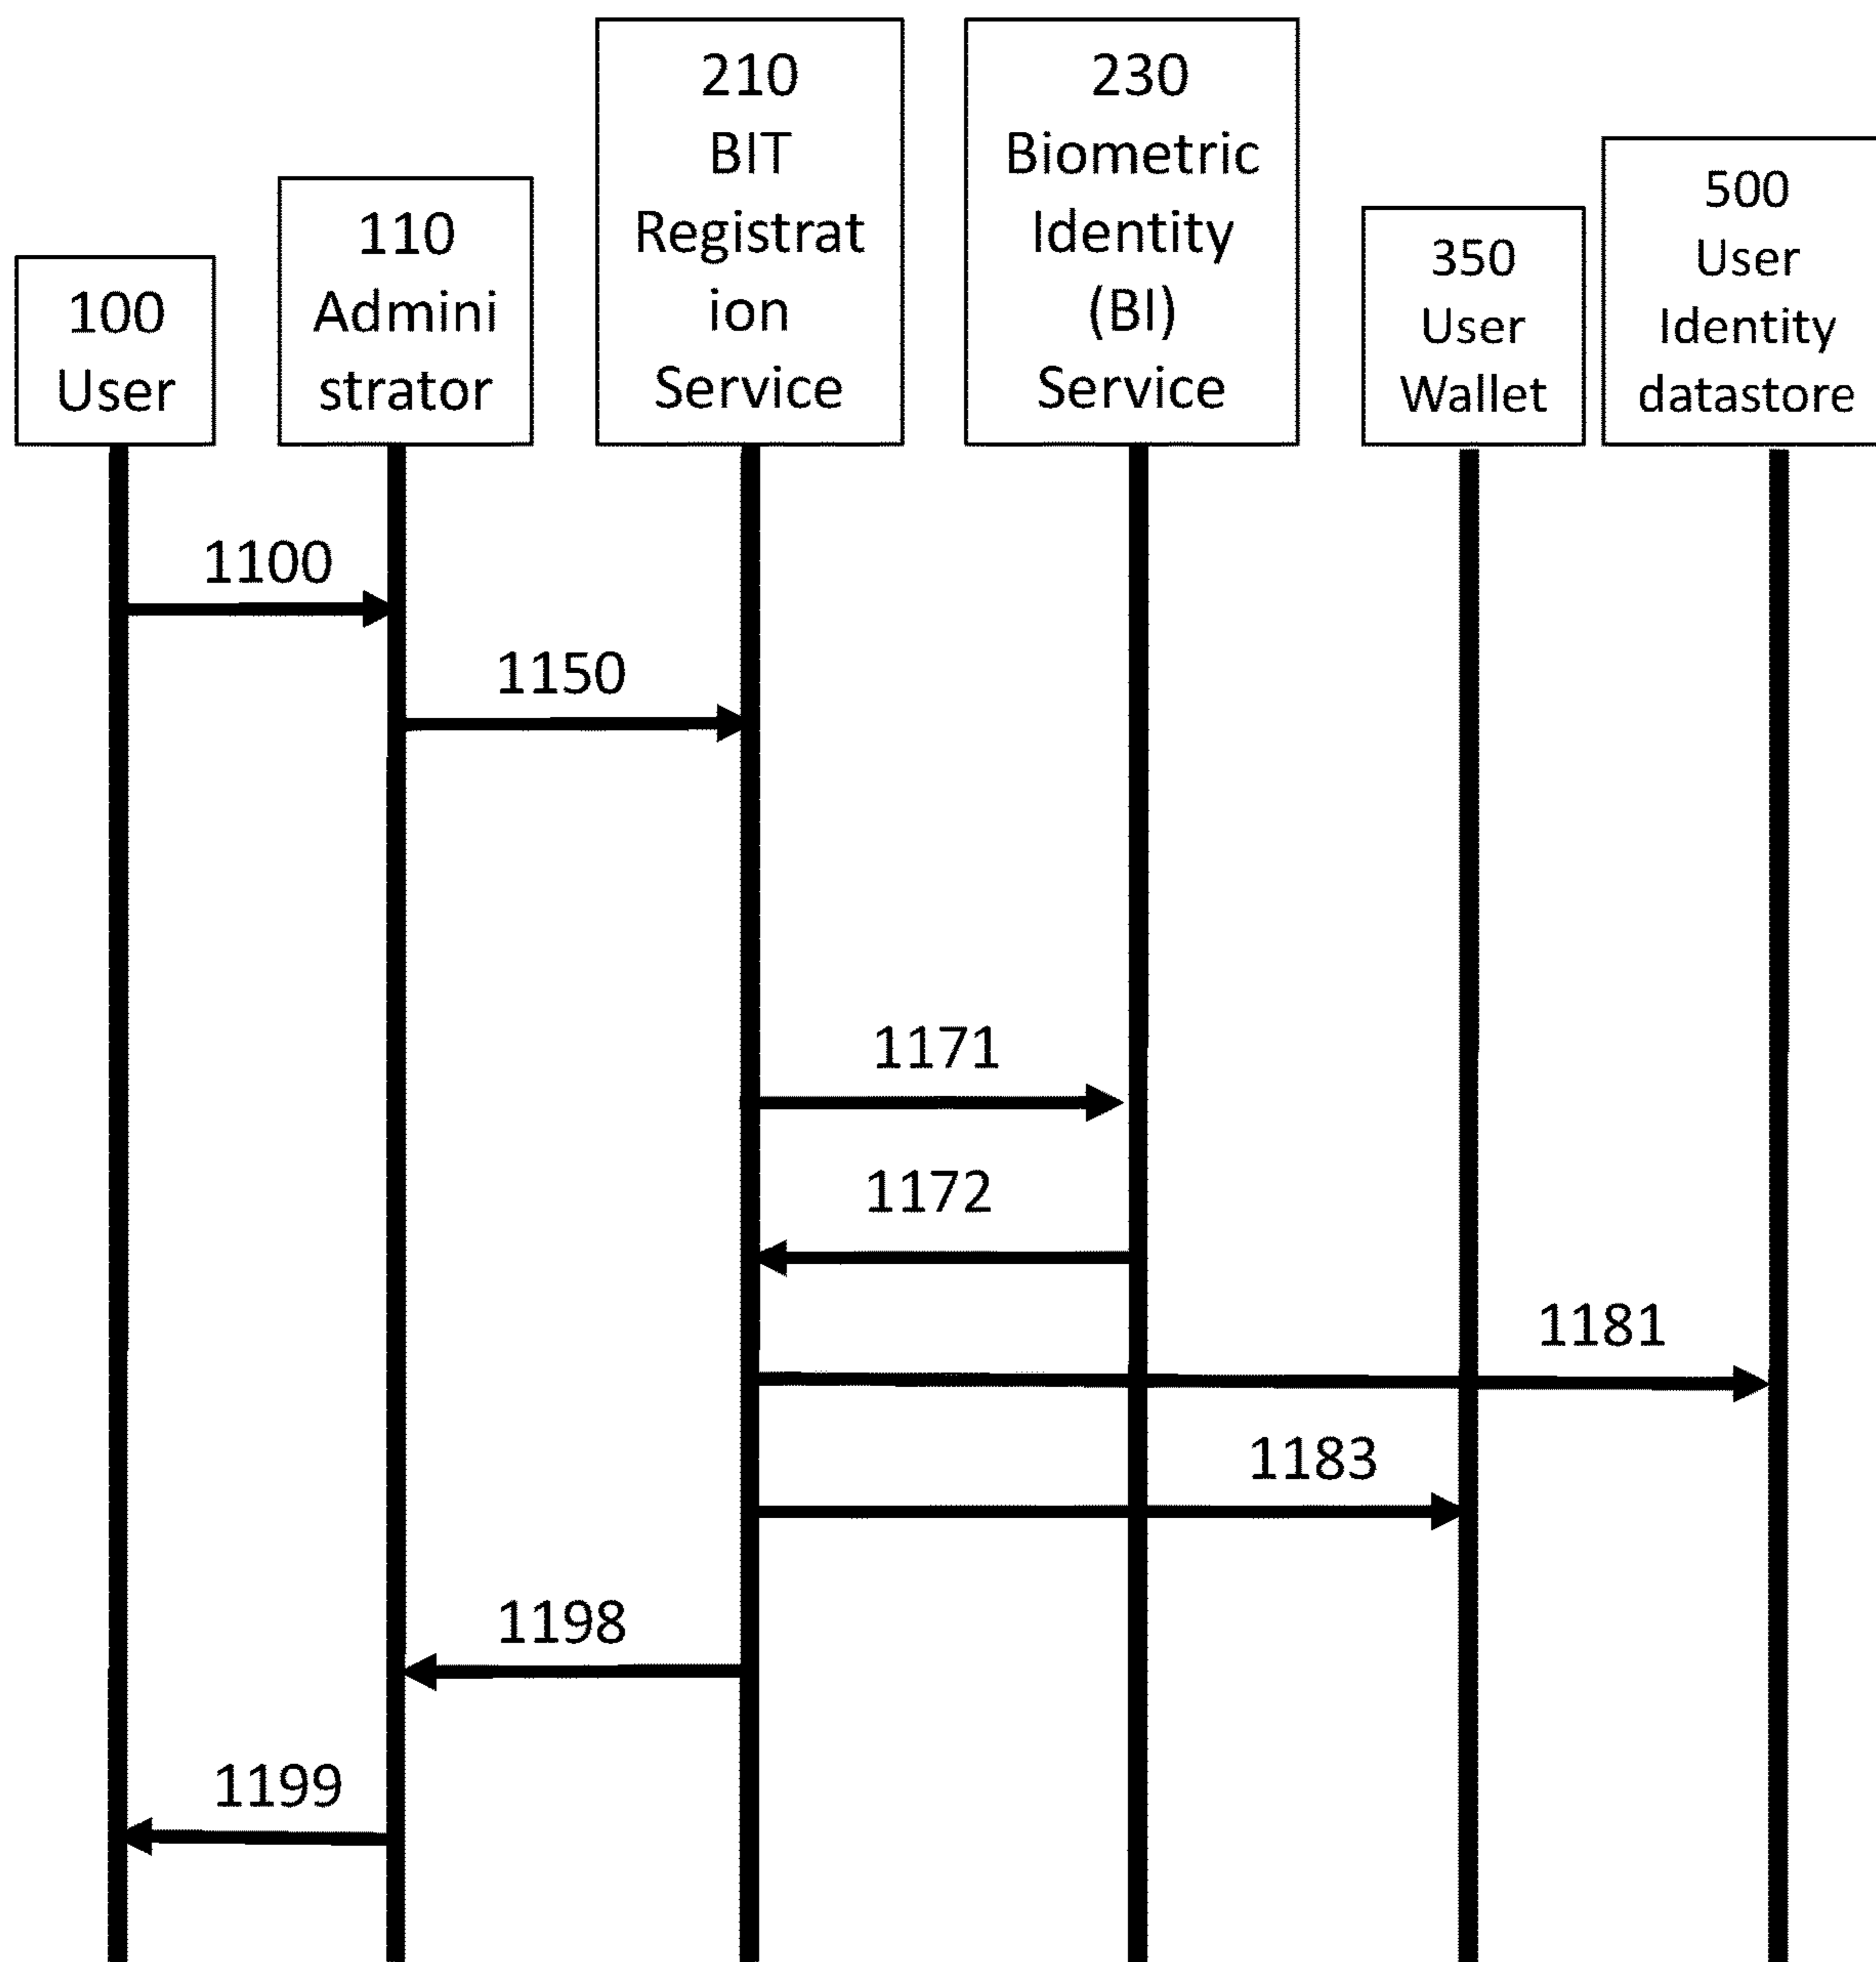 100
User
110
Admini
strator
210
BIT
Registrat
ion
Service
230
Biometric
Identity
(BI)
Service
350
User
Wallet
500
User
Identity
datastore
1100
1150
1171
1172
1181
1183
1198
1199